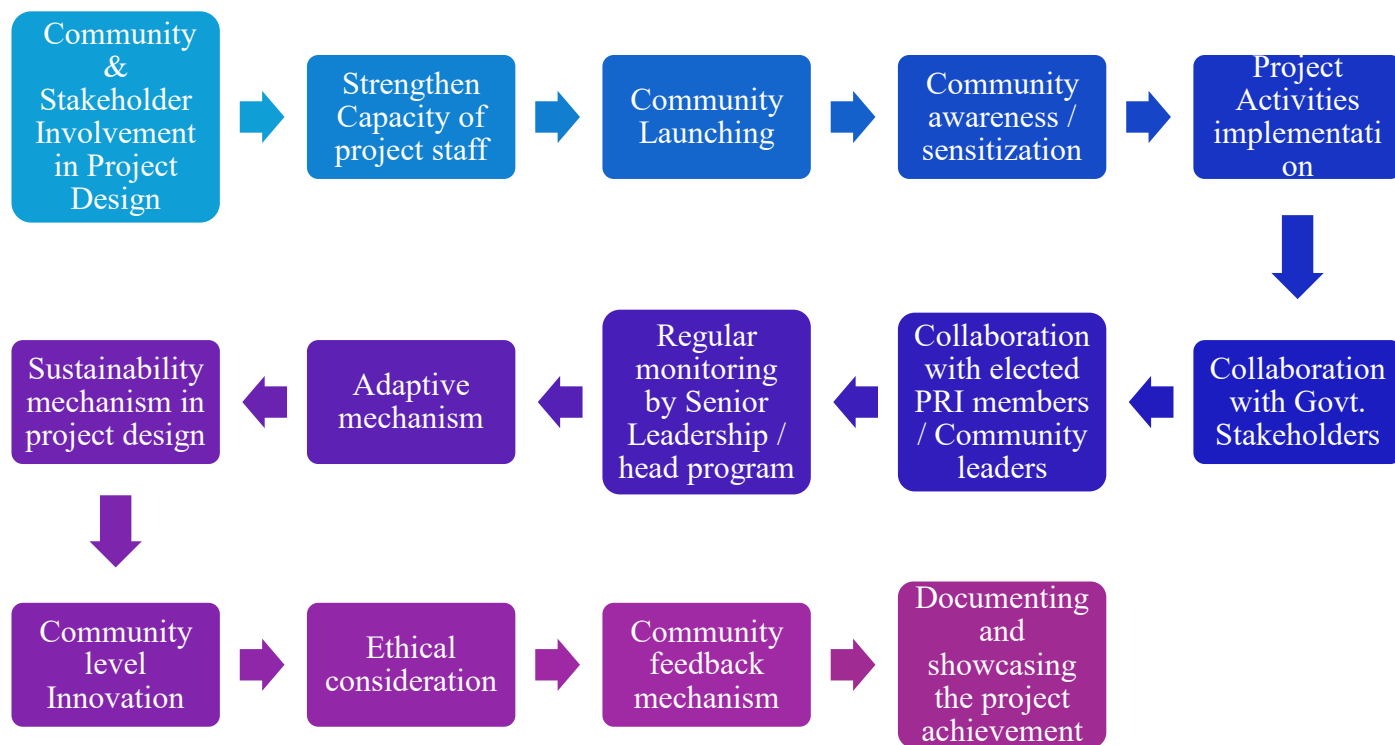 Community
&
Stakeholder
Involvement
in Project
Design
Strengthen
Capacity of
project staff
Community
Launching
Community
awareness /
sensitization
Project
Activities
implementati
on
Collaboration
with Govt.
Stakeholders
Collaboration
with elected
PRI members
/ Community
leaders
Regular
monitoring
by Senior
Leadership /
head program
Adaptive
mechanism
Sustainability
mechanism in
project design
Community
level
Innovation
Ethical
consideration
Community
feedback
mechanism
Documenting
and
showcasing
the project
achievement